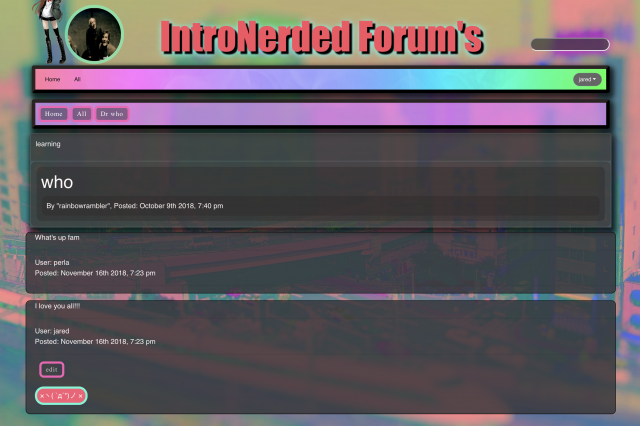 IntroNerded Forum's
Home All jared
Home All Dr who
learning
who
By "rainbowrambler", Posted: October 9th 2018, 7:40 pm
What's up fam
User: perla
Posted: November 16th 2018, 7:23 pm
I love you all!!!
User: jared
Posted: November 16th 2018, 7:23 pm
edit
×ヽ(`Д´*)ノ ×